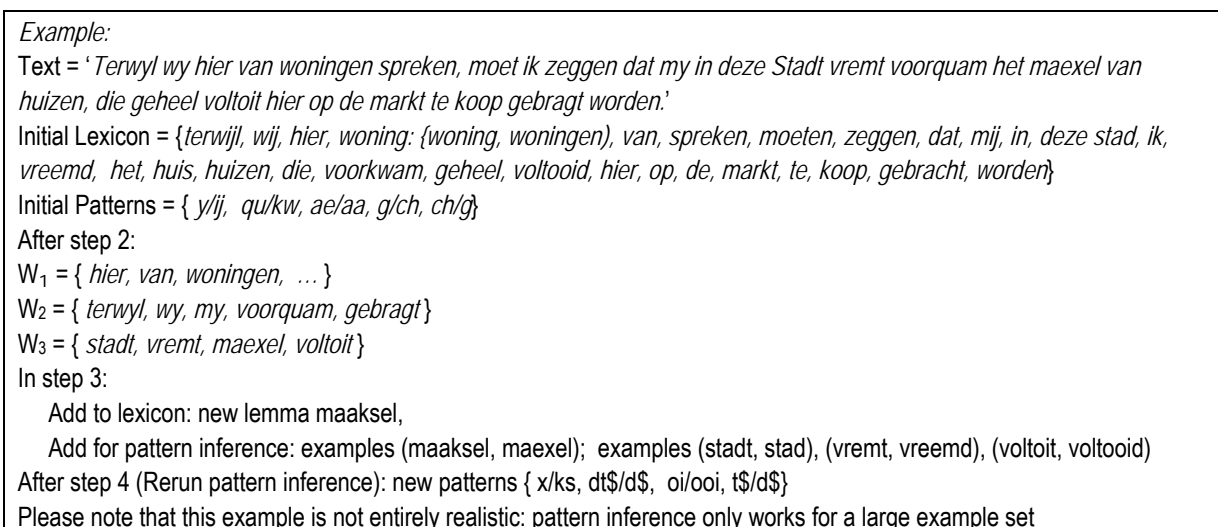 Example:
Text = ‘Terwyl wy hier van woningen spreken, moet ik zeggen dat my in deze Stadt vremt voorquam het maexel van
huizen, die geheel voltoit hier op de markt te koop gebragt worden.’
Initial Lexicon = {terwijl, wij, hier, woning: {woning, woningen), van, spreken, moeten, zeggen, dat, mij, in, deze stad, ik,
vreemd, het, huis, huizen, die, voorkwam, geheel, voltooid, hier, op, de, markt, te, koop, gebracht, worden}
Initial Patterns = { y/ij, qu/kw, ae/aa, g/ch, ch/g}
After step 2:
W1 = { hier, van, woningen, … }
W2 = { terwyl, wy, my, voorquam, gebragt }
W3 = { stadt, vremt, maexel, voltoit }
In step 3:
Add to lexicon: new lemma maaksel,
Add for pattern inference: examples (maaksel, maexel); examples (stadt, stad), (vremt, vreemd), (voltoit, voltooid)
After step 4 (Rerun pattern inference): new patterns { x/ks, dt$/d$, oi/ooi, t$/d$}
Please note that this example is not entirely realistic: pattern inference only works for a large example set